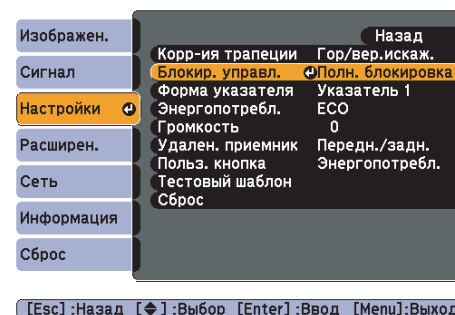 Изображен.
Сигнал
Настройки
Расширен.
Сеть
Информация
Сброс
Назад
Корр-ия трапеции Гор/вер.искаж.
Блокир. управл. Полн. блокировка
Форма указателя Указатель 1
Энергопотребл. ECO
Громкость 0
Удален. приемник Передн./задн.
Польз. кнопка Энергопотребл.
Тестовый шаблон
Сброс
[Esc] :Назад [◆] :Выбор [Enter] :Ввод [Menu]:Выход